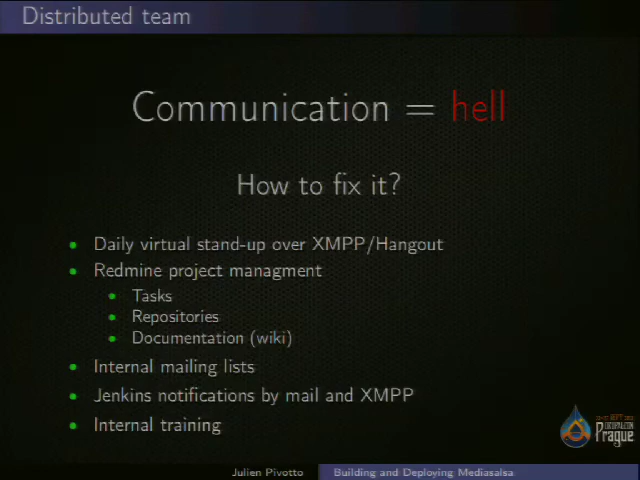 Distributed team
Communication = hell
How to fix it?
Daily virtual stand-up over XMPP/Hangout
Redmine project managment
Tasks
Repositories
Documentation (wiki)
Internal mailing lists
Jenkins notifications by mail and XMPP
Internal training
Prague
Julien Pivotto Building and Deploying Mediasalsa